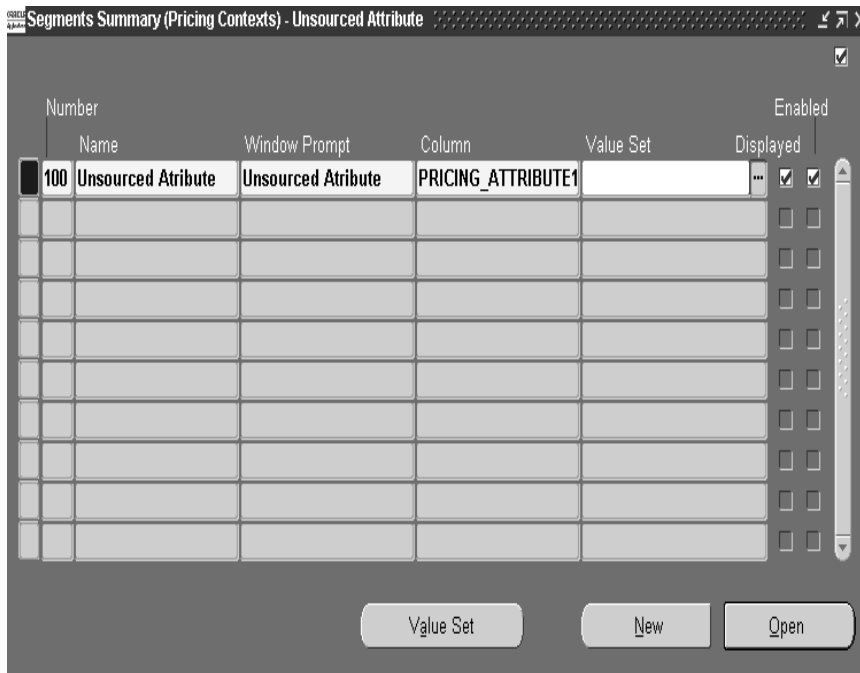 Segments Summary (Pricing Contexts) - Unsourced Attribute
Number Enabled
Name Window Prompt Column Value Set Displayed
100 Unsourced Atribute Unsourced Atribute PRICING_ATTRIBUTE1 ...
Value Set New Open